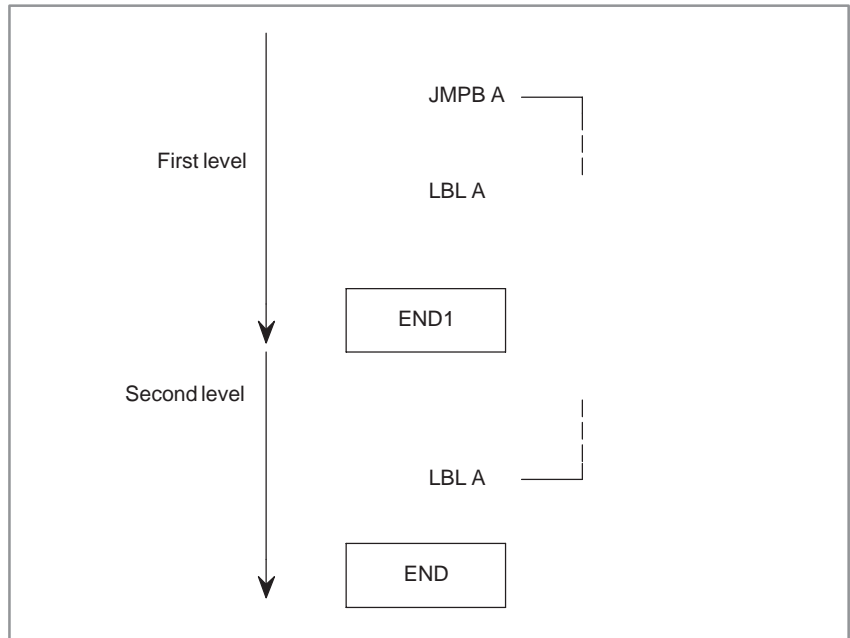 JMPB A
First level
LBL A
END1
Second level
LBL A
END